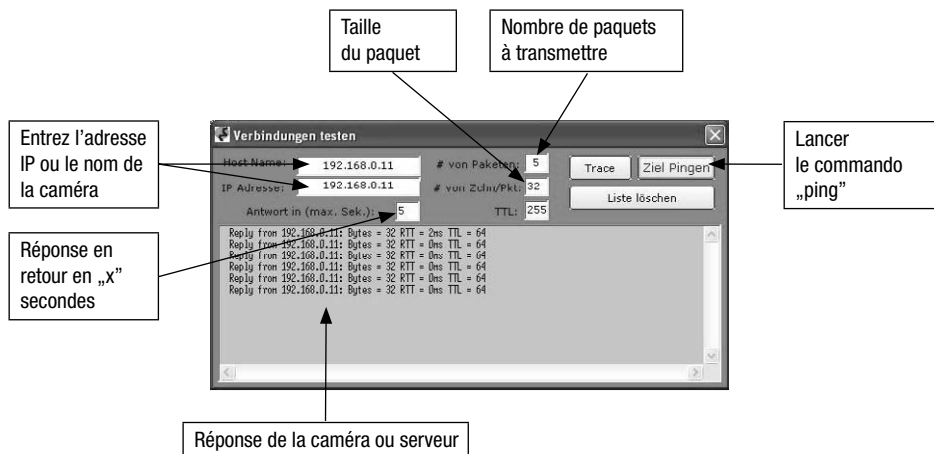 Taille
du paquet
Nombre de paquets
à transmettre
Entrez l'adresse
IP ou le nom de
la caméra
Lancer
le commando
„ping”
Réponse en
retour en „x”
secondes
Verbindungen testen
Host Name: 192.168.0.11 # von Paketen: 5 Trace Ziel Pingen
IP Adresse: 192.168.0.11 # von Zchn/Pkt: 32 Liste löschen
Antwort in (max. Sek.): 5 TTL: 255
Reply from 192.168.0.11: Bytes = 32 RTT = 2ms TTL = 64
Reply from 192.168.0.11: Bytes = 32 RTT = 0ms TTL = 64
Reply from 192.168.0.11: Bytes = 32 RTT = 0ms TTL = 64
Reply from 192.168.0.11: Bytes = 32 RTT = 0ms TTL = 64
Reply from 192.168.0.11: Bytes = 32 RTT = 0ms TTL = 64
Reply from 192.168.0.11: Bytes = 32 RTT = 0ms TTL = 64
Réponse de la caméra ou serveur